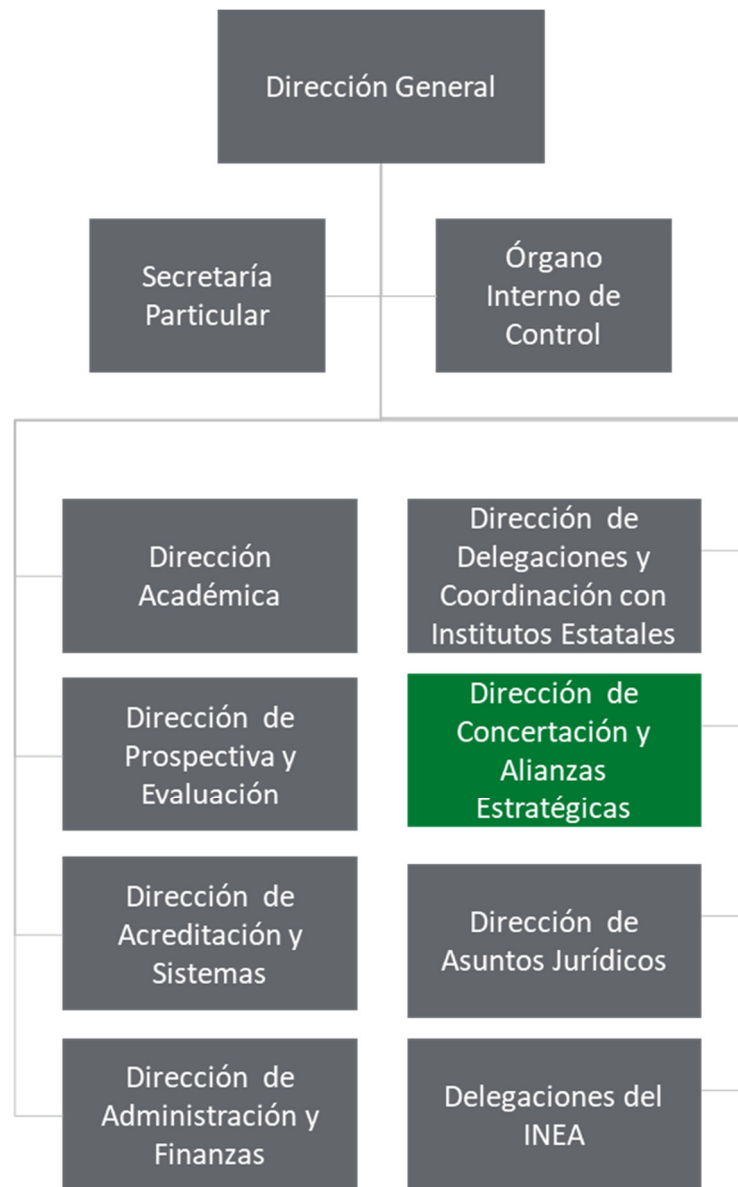 Dirección General
Secretaría
Particular
Órgano
Interno de
Control
Dirección
Académica
Dirección de
Delegaciones y
Coordinación con
Institutos Estatales
Dirección de
Prospectiva y
Evaluación
Dirección de
Concertación y
Alianzas
Estratégicas
Dirección de
Acreditación y
Sistemas
Dirección de
Asuntos Jurídicos
Dirección de
Administración y
Finanzas
Delegaciones del
INEA